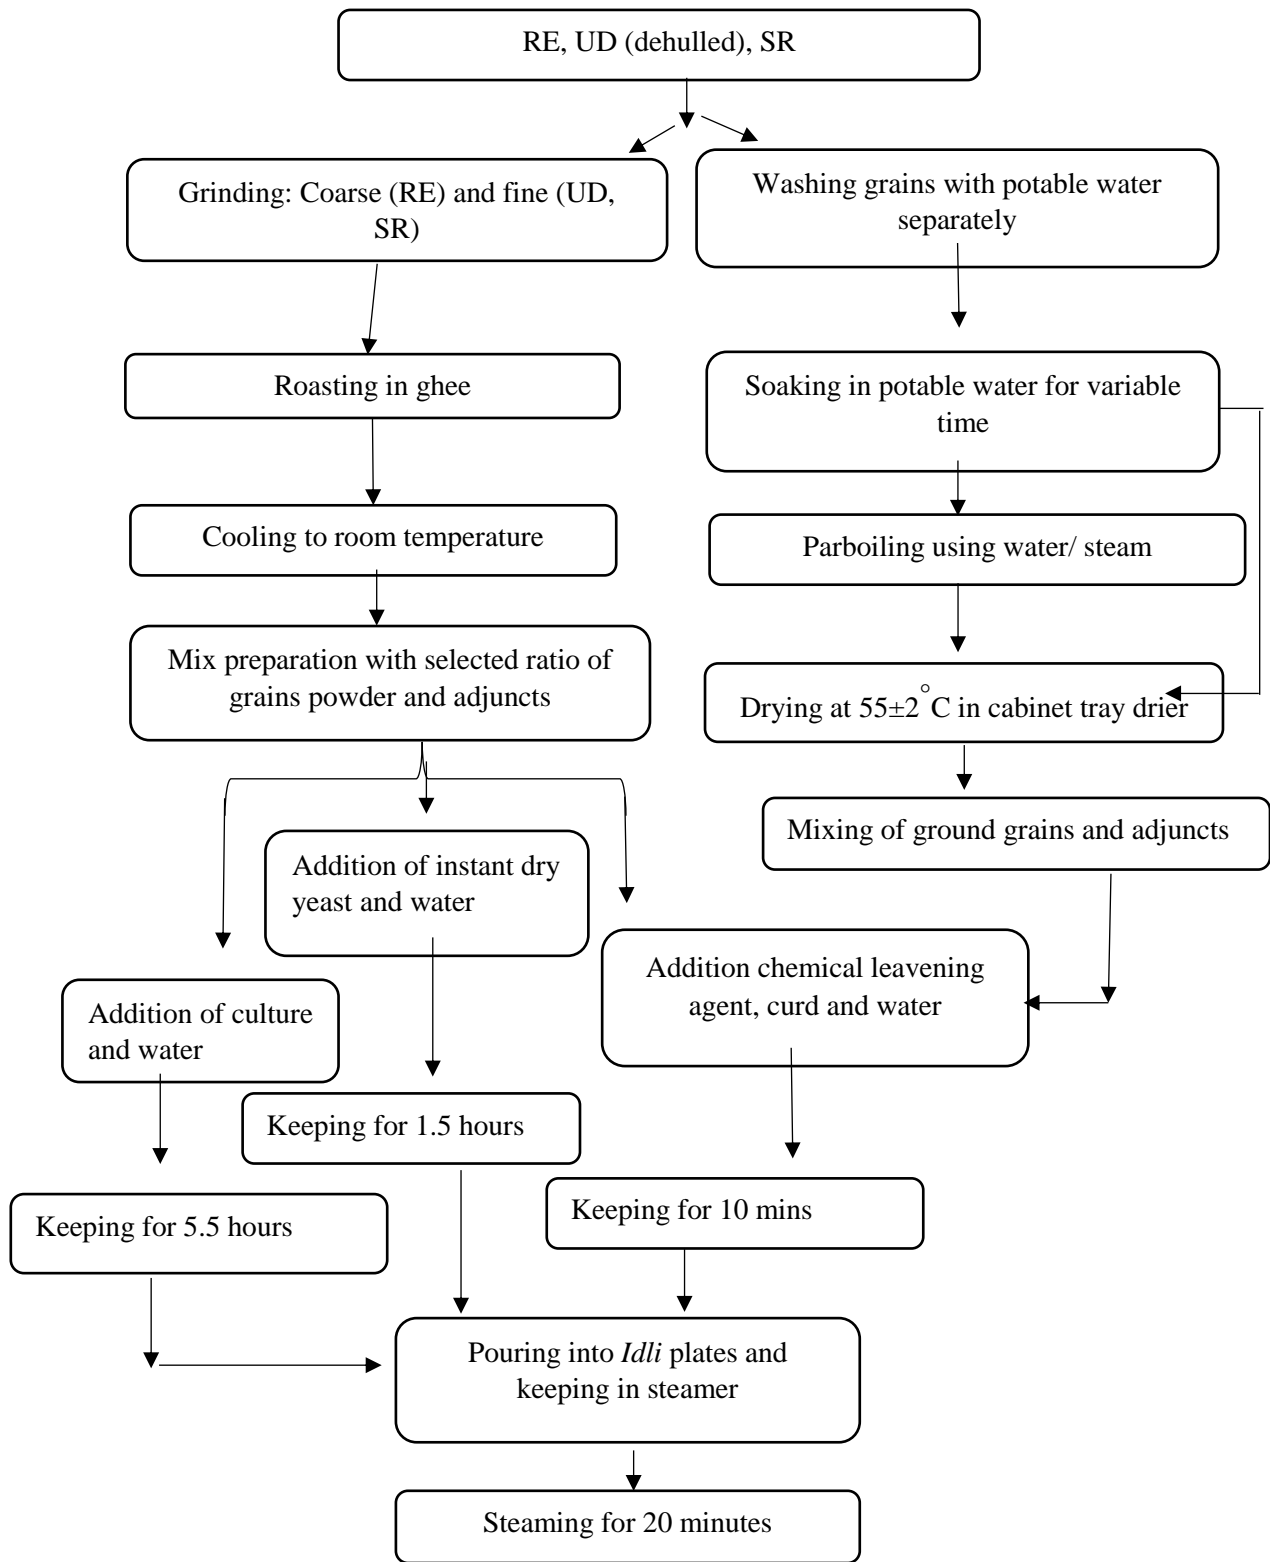 RE, UD (dehulled), SR
Grinding: Coarse (RE) and fine (UD,
SR)
Washing grains with potable water
separately
Roasting in ghee
Soaking in potable water for variable
time
Cooling to room temperature
Parboiling using water/ steam
Mix preparation with selected ratio of
grains powder and adjuncts
Drying at 55±2°C in cabinet tray drier
Mixing of ground grains and adjuncts
Addition of instant dry
yeast and water
Addition chemical leavening
agent, curd and water
Addition of culture
and water
Keeping for 1.5 hours
Keeping for 5.5 hours
Keeping for 10 mins
Pouring into Idli plates and
keeping in steamer
Steaming for 20 minutes